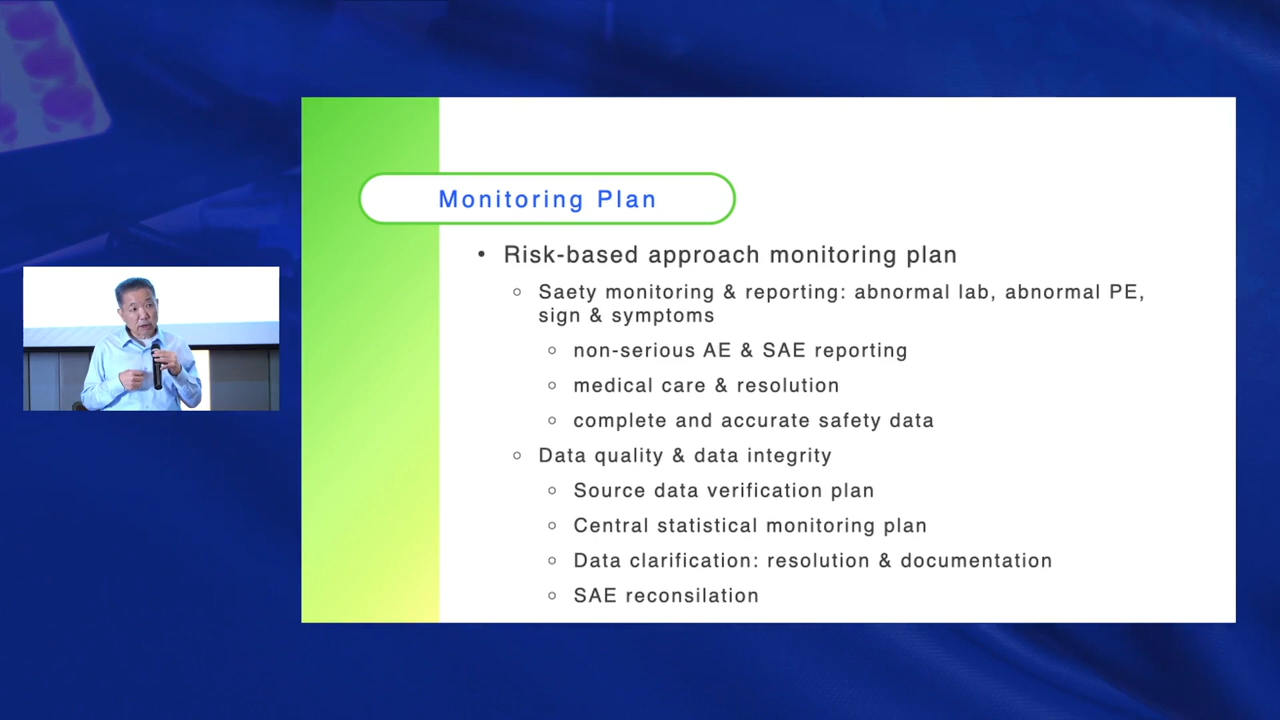 Monitoring Plan
• Risk-based approach monitoring plan
○ Saety monitoring & reporting: abnormal lab, abnormal PE,
sign & symptoms
○ non-serious AE & SAE reporting
○ medical care & resolution
○ complete and accurate safety data
○ Data quality & data integrity
○ Source data verification plan
○ Central statistical monitoring plan
○ Data clarification: resolution & documentation
○ SAE reconsilation